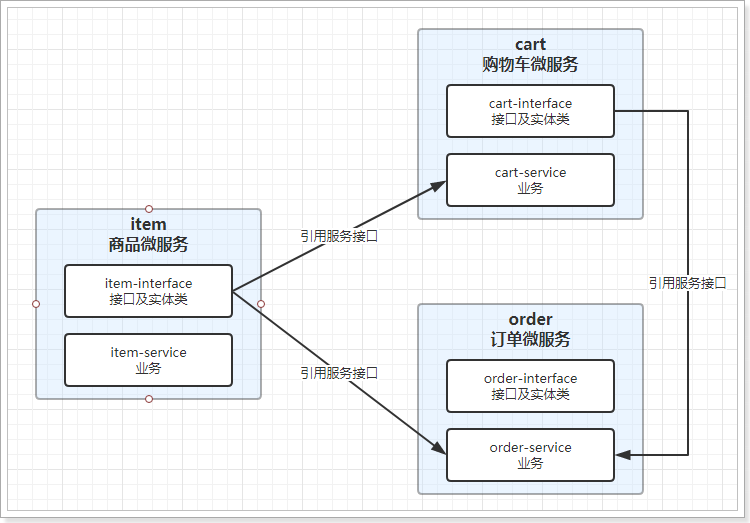 cart
购物车微服务
cart-interface
接口及实体类
cart-service
业务
item
商品微服务
item-interface
接口及实体类
item-service
业务
引用服务接口
引用服务接口
引用服务接口
order
订单微服务
order-interface
接口及实体类
order-service
业务